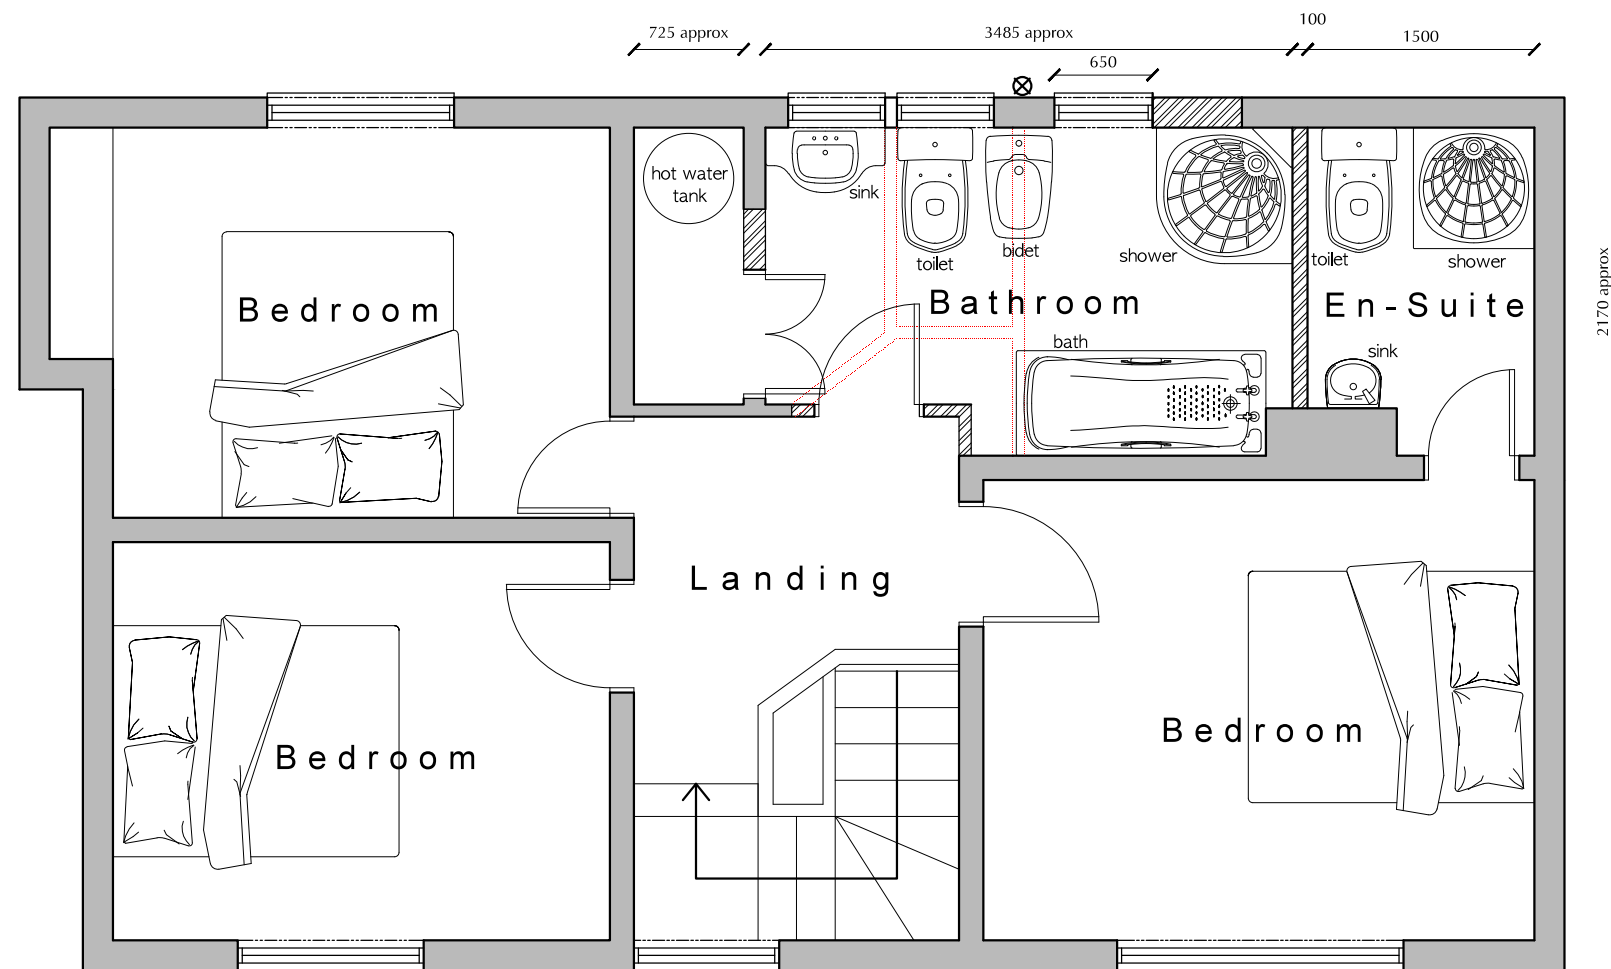 100
725 approx
3485 approx
1500
650
hot water
tank
sink
toilet
bidet
shower
toilet
shower
2170 approx
Bedroom
Bathroom
En-Suite
bath
sink
Landing
Bedroom
Bedroom